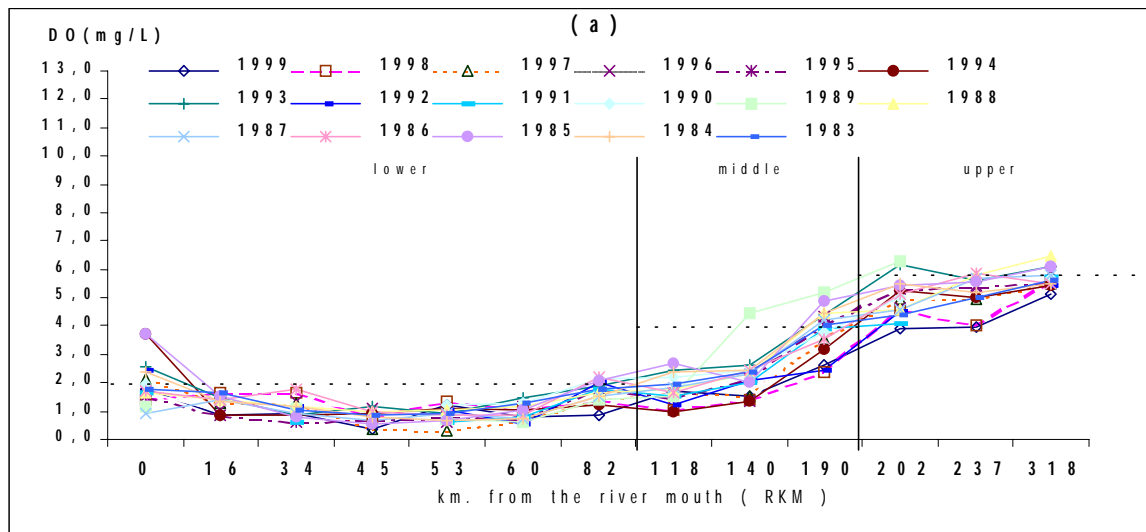 (a)
DO(mg/L)
13,0
12,0
11,0
10,0
9,0
8,0
7,0
6,0
5,0
4,0
3,0
2,0
1,0
0,0
1999 1998 1997 1996 1995 1994
1993 1992 1991 1990 1989 1988
1987 1986 1985 1984 1983
lower middle upper
0 16 34 45 53 60 82 118 140 190 202 237 318
km. from the river mouth ( RKM )